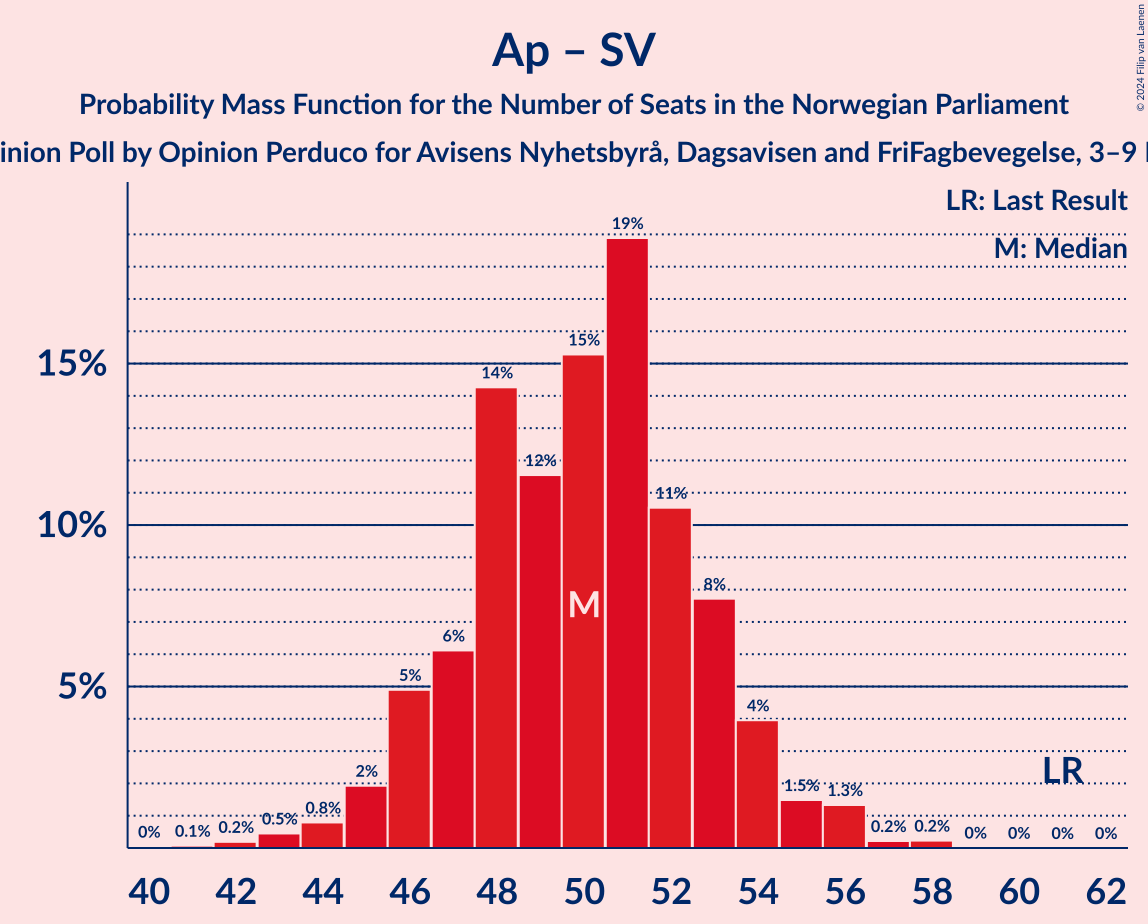 Ap – SV
Probability Mass Function for the Number of Seats in the Norwegian Parliament
Poll by Opinion Perduco for Avisens Nyhetsbyrå, Dagsavisen and FriFagbevegelse, 3–9
© 2024 Filip van Laenen
LR: Last Result
M: Median
15%
10%
5%
0% 0.1% 0.2% 0.5% 0.8% 2% 5% 6% 14% 12% 15% 19% 11% 8% 4% 1.5% 1.3% 0.2% 0.2% 0% 0% 0% 0%
M
LR
40 42 44 46 48 50 52 54 56 58 60 62